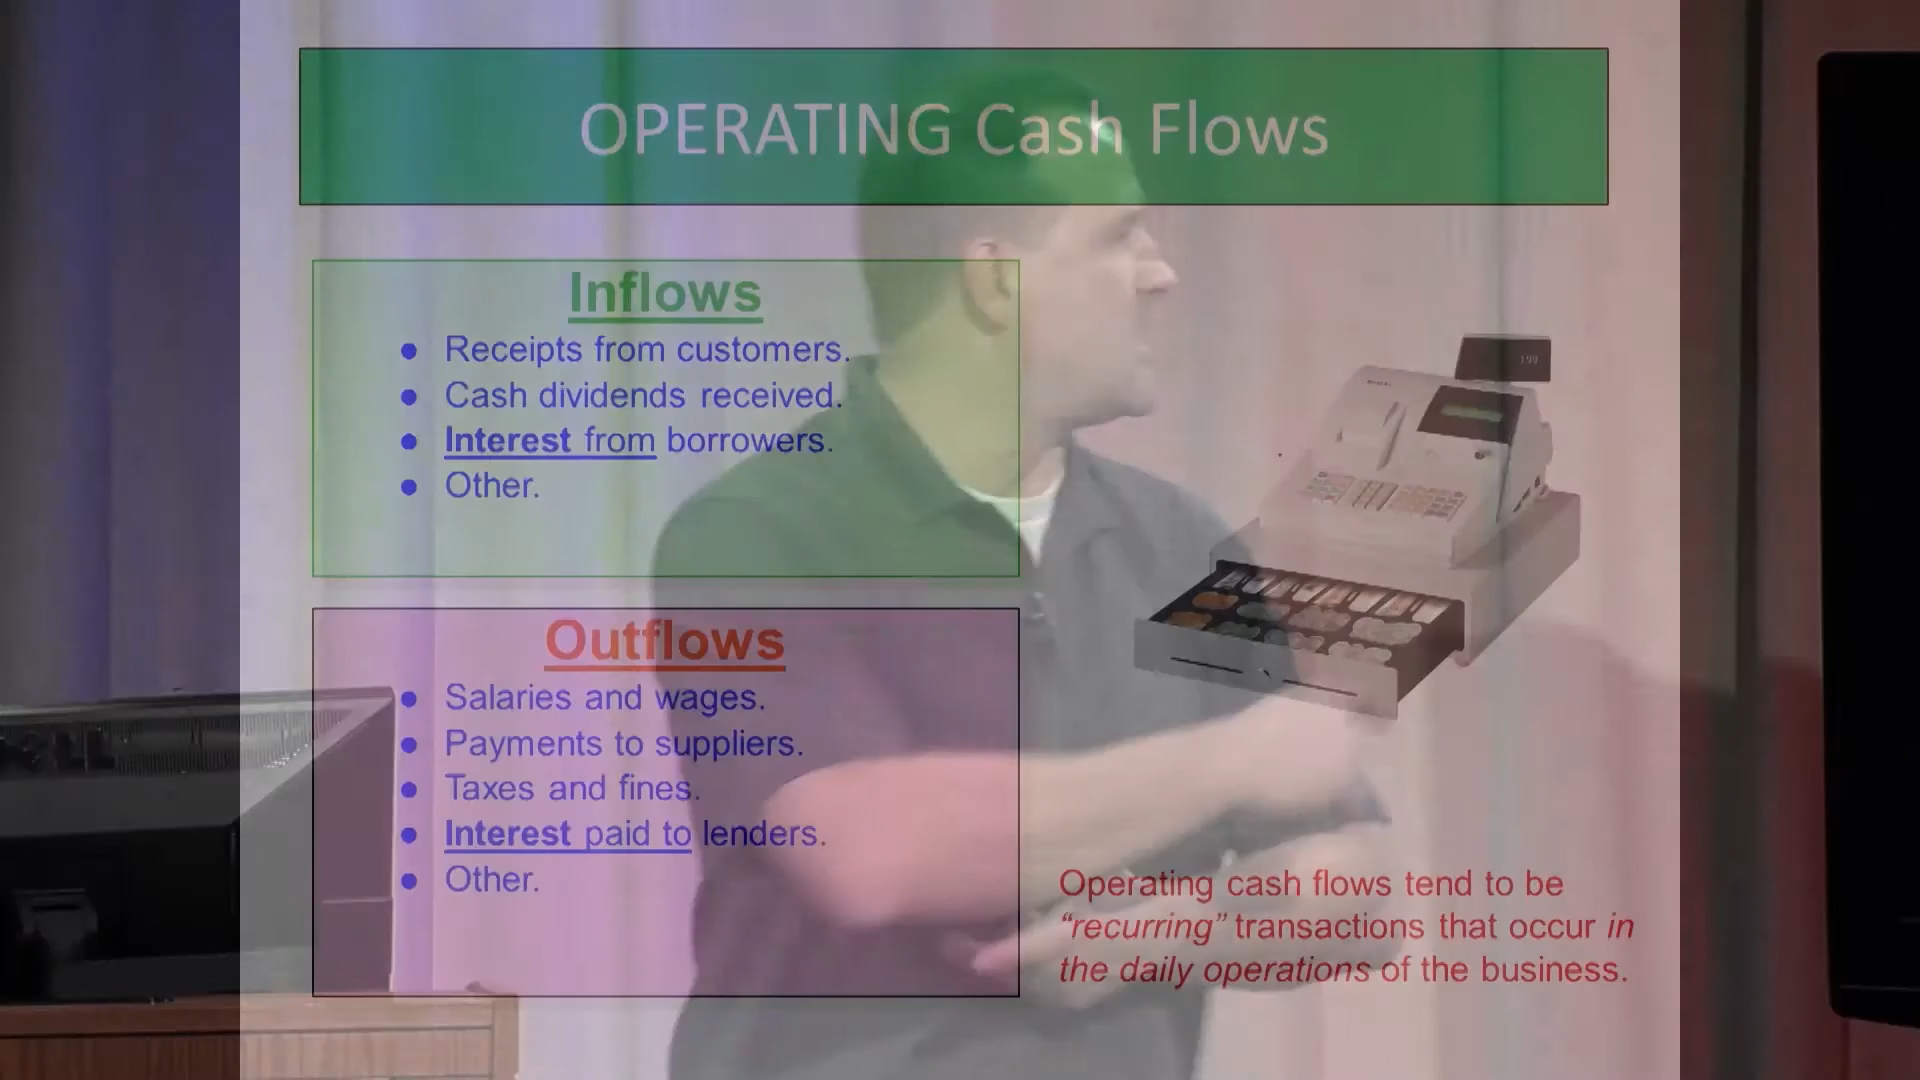 OPERATING Cash Flows
Inflows
● Receipts from customers.
● Cash dividends received.
● Interest from borrowers.
● Other.
Outflows
● Salaries and wages.
● Payments to suppliers.
● Taxes and fines.
● Interest paid to lenders.
● Other.
Operating cash flows tend to be
“recurring” transactions that occur in
the daily operations of the business.